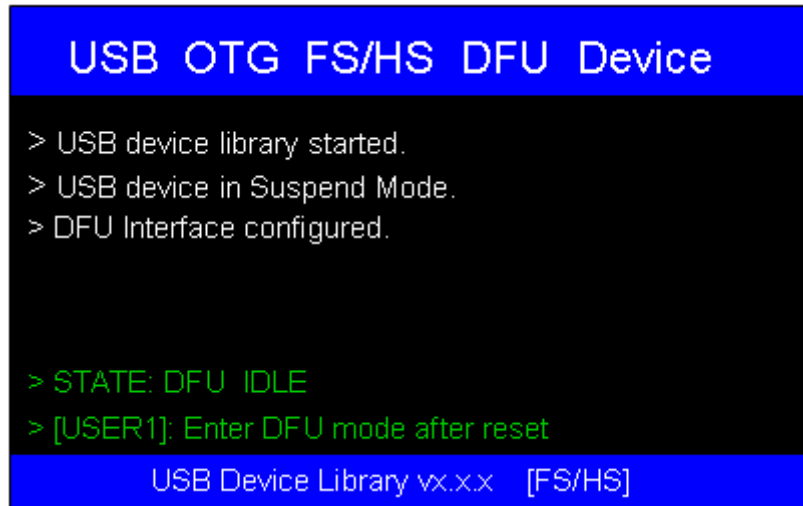 USB OTG FS/HS DFU Device
> USB device library started.
> USB device in Suspend Mode.
> DFU Interface configured.
> STATE: DFU IDLE
> [USER1]: Enter DFU mode after reset
USB Device Library vx.x.x [FS/HS]